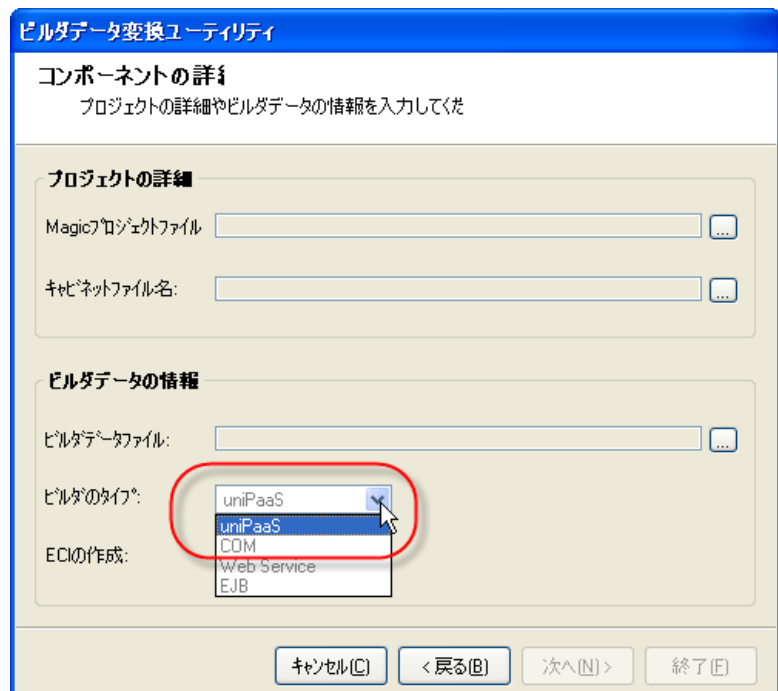 ビルダデータ変換ユーティリティ
コンポーネントの詳
プロジェクトの詳細やビルダデータの情報を入力してくだ
プロジェクトの詳細
Magicプロジェクトファイル
...
キャビネットファイル名:
...
ビルダデータの情報
ビルダデータファイル:
...
ビルダのタイプ:
uniPaaS
uniPaaS
COM
Web Service
EJB
ECIの作成:
キャンセル(C)
<戻る(B)
次へ(N)>
終了(F)